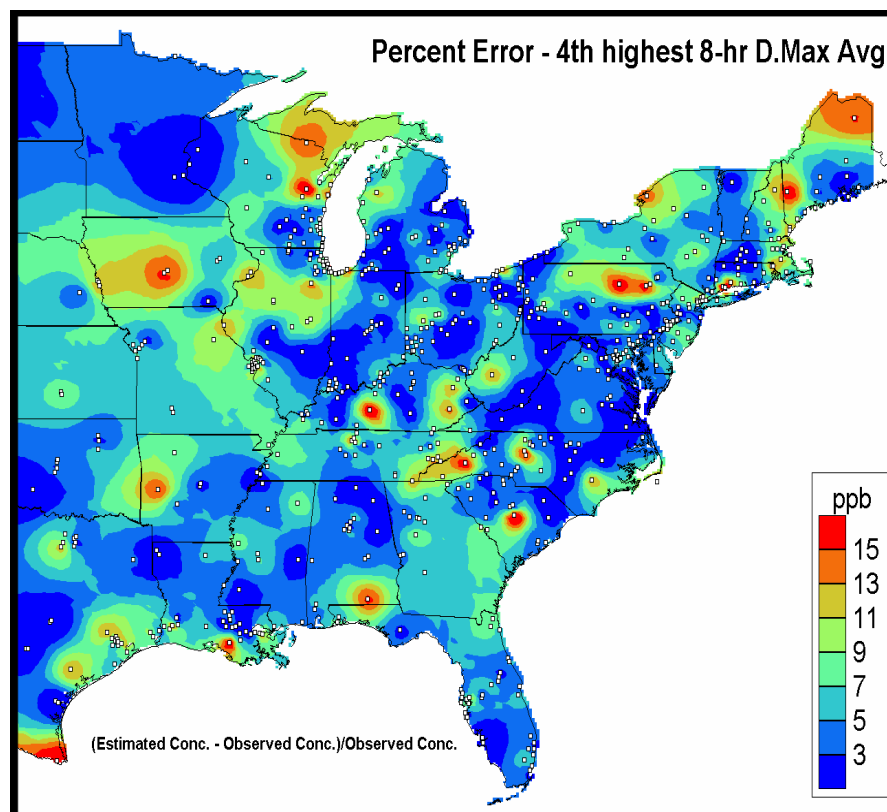 Percent Error - 4th highest 8-hr D.Max Avg
ppb
15
13
11
9
7
5
3
(Estimated Conc. - Observed Conc.)/Observed Conc.